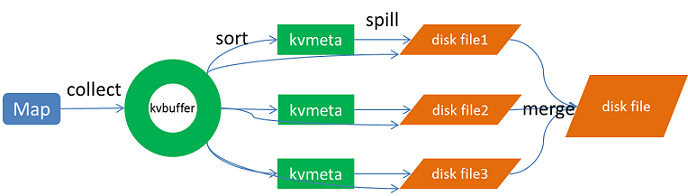 Map
collect
kvbuffer
sort
kvmeta
spill
disk file1
kvmeta
disk file2
kvmeta
disk file3
merge
disk file